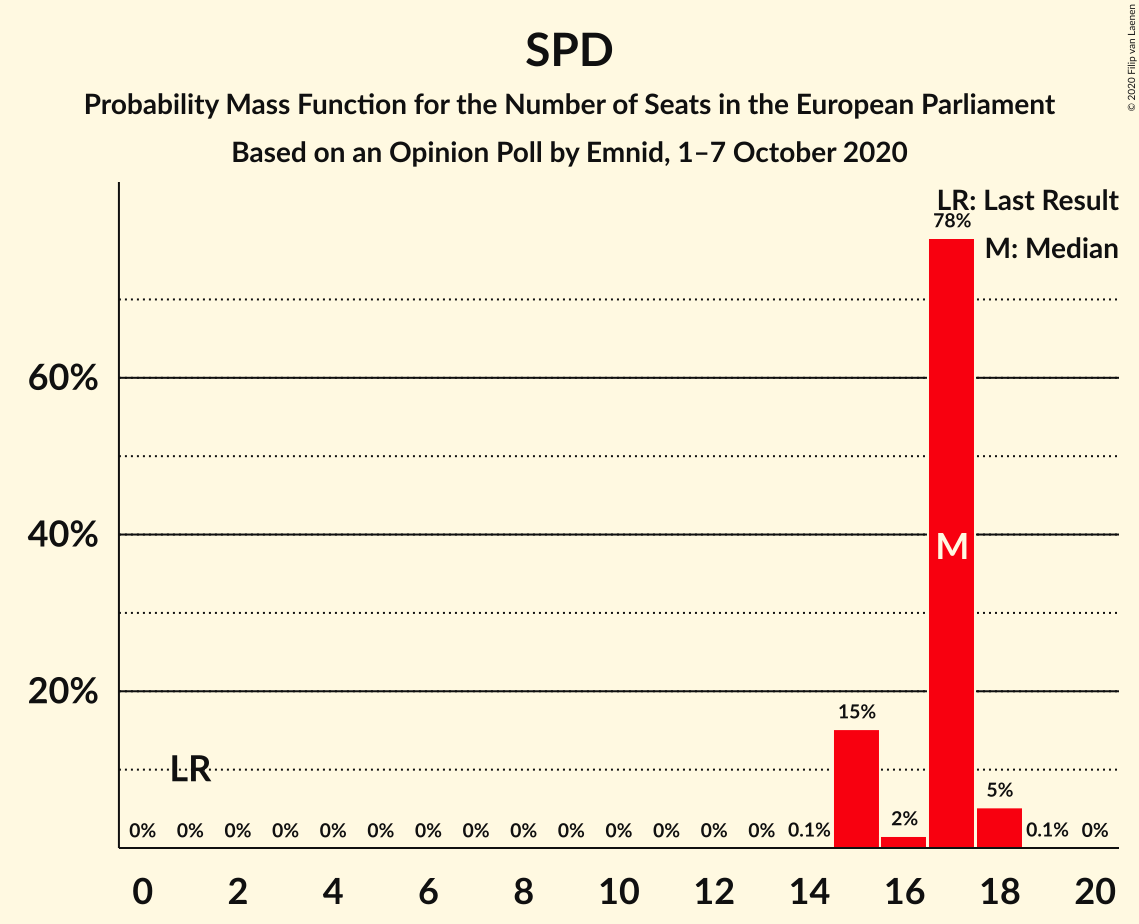 SPD
Probability Mass Function for the Number of Seats in the European Parliament
Based on an Opinion Poll by Emnid, 1–7 October 2020
© 2020 Filip van Laenen
LR: Last Result
M: Median
78%
60%
40%
M
20%
15%
LR
5%
0% 0% 0% 0% 0% 0% 0% 0% 0% 0% 0% 0% 0% 0% 0.1% 2% 0.1% 0%
0 2 4 6 8 10 12 14 16 18 20